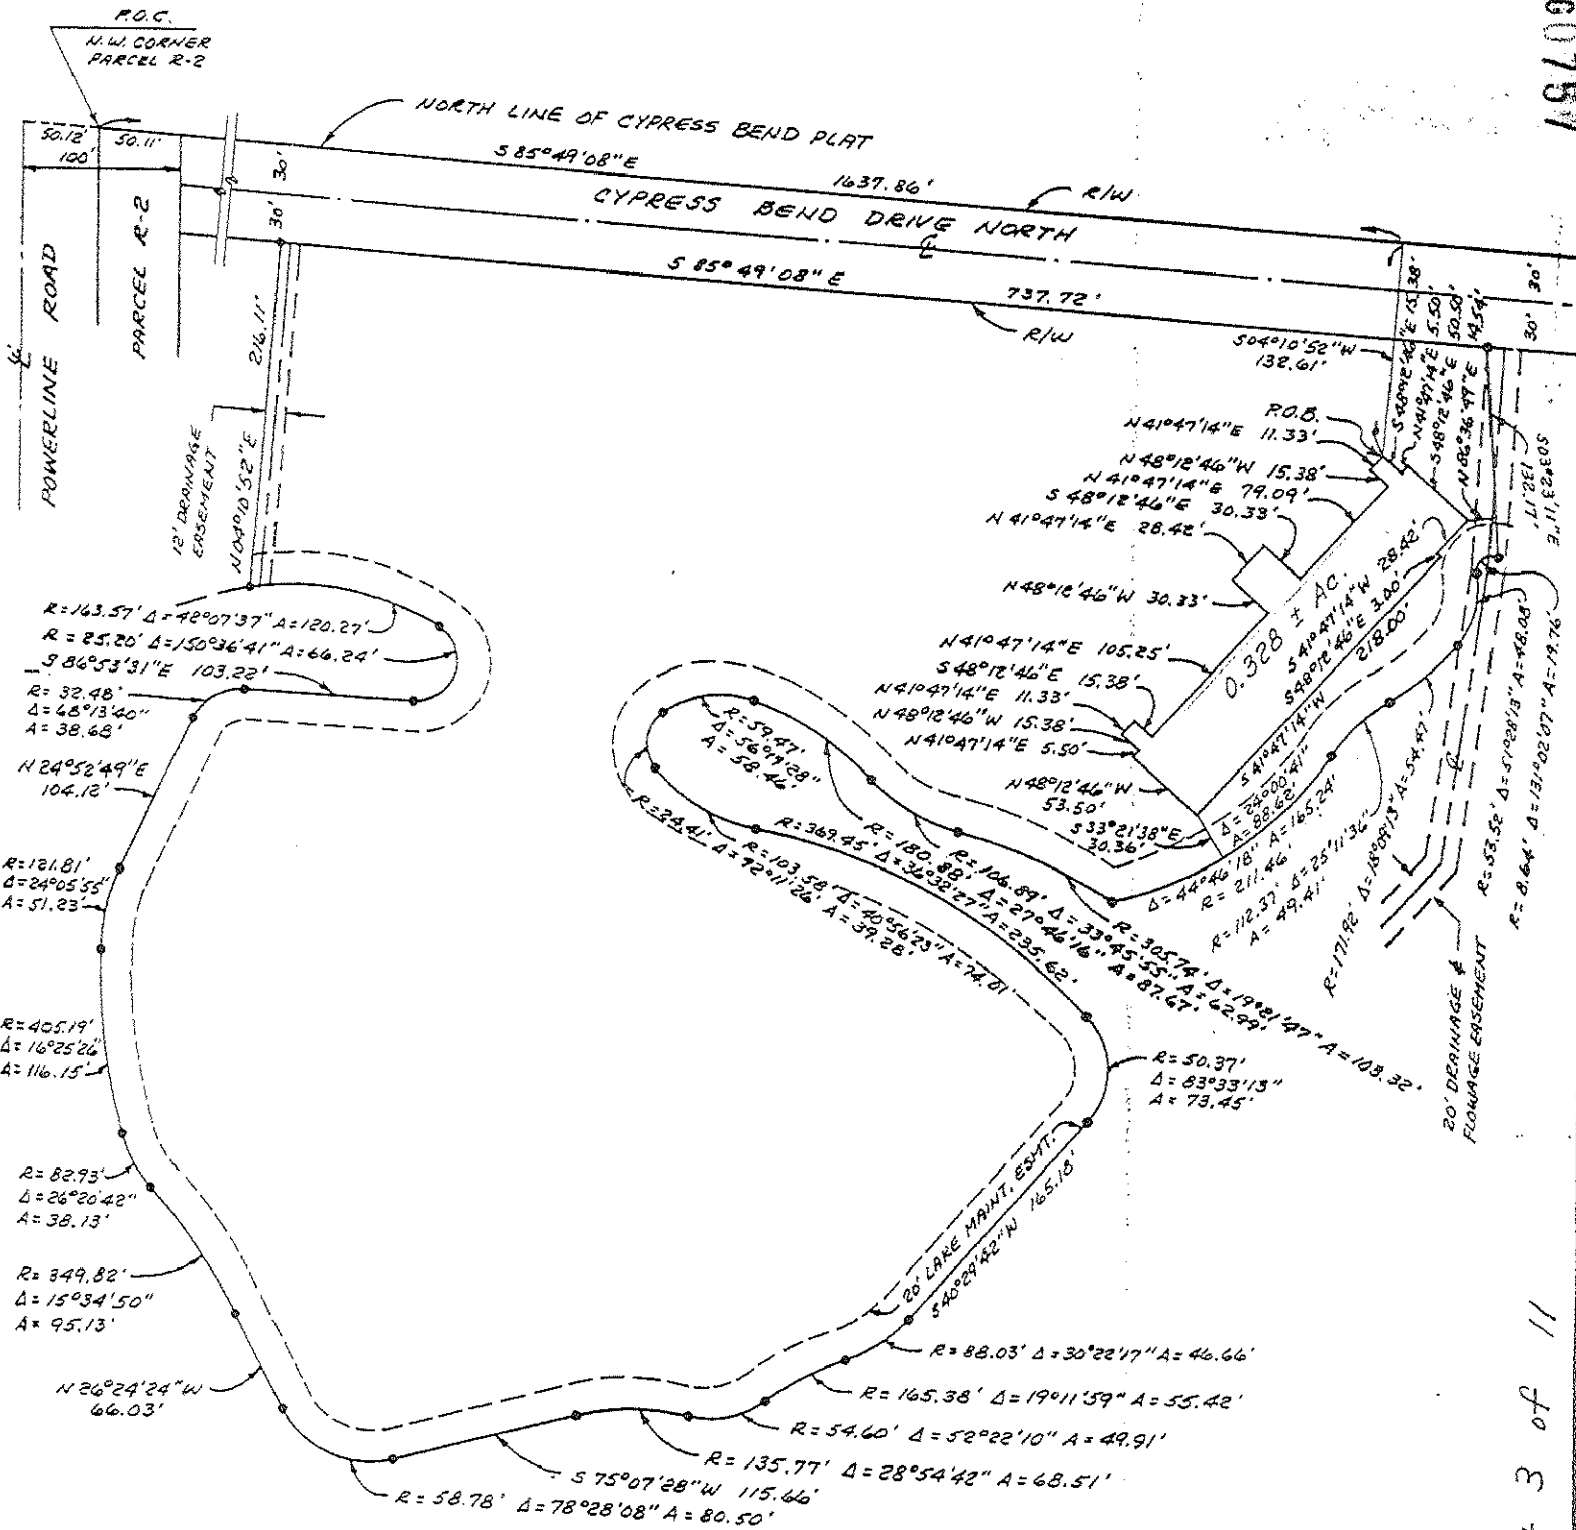 P.O.C.
N.W. CORNER
PARCEL R-2
50.12'
50.11'
100'
POWERLINE ROAD
PARCEL R-2
NORTH LINE OF CYPRESS BEND PLAT
S 85°49'08"E
1637.86'
R/W
30'
30'
CYPRESS BEND DRIVE NORTH
S 85°49'08"E
737.72'
R/W
30'
30'
216.11'
N04°10'52"E
12' DRAINAGE
EASEMENT
S04°10'52"W
132.61'
S48°12'46"E 15.38'
N41°47'14"E 5.50'
S48°12'46"E 50.50'
N86°36'49"E 14.54'
S03°23'11"E
132.17'
P.O.B.
N41°47'14"E 11.33'
N48°12'46"W 15.38'
N41°47'14"E 79.09'
S48°12'46"E 30.33'
N41°47'14"E 28.42'
N48°12'46"W 30.33'
N41°47'14"E 105.25'
S48°12'46"E 15.38'
N41°47'14"E 11.33'
N48°12'46"W 15.38'
N41°47'14"E 5.50'
N48°12'46"W
53.50'
S33°21'38"E
30.36'
0.328 ± AC.
S41°47'14"W 28.42'
S48°12'46"E 3.00'
S41°47'14"W 218.00'
Δ=24°00'41"
A=88.62'
Δ=44°46'18" A=165.24'
R=211.46'
R=112.37' Δ=25°11'36"
A=49.41'
R=171.92' Δ=18°09'13" A=54.47'
R=53.52' Δ=51°28'13" A=48.08'
R=8.64' Δ=131°02'07" A=19.76'
20' DRAINAGE &
FLOWAGE EASEMENT
R=163.57' Δ=42°07'37" A=120.27'
R=25.20' Δ=150°36'41" A=66.24'
S86°53'31"E 103.22'
R=32.48'
Δ=68°13'40"
A=38.68'
N24°52'49"E
104.12'
R=121.81'
Δ=24°05'55"
A=51.23'
R=405.19'
Δ=16°25'26"
A=116.15'
R=82.93'
Δ=26°20'42"
A=38.13'
R=349.82'
Δ=15°34'50"
A=95.13'
N26°24'24"W
66.03'
R=59.47'
Δ=56°19'28"
A=58.46'
R=180.88' Δ=27°46'16" A=87.67'
R=106.89' Δ=33°45'55" A=62.99'
R=305.74' Δ=19°21'47" A=103.32'
R=369.45' Δ=36°32'27" A=235.62'
R=103.58' Δ=40°56'23" A=74.01'
R=24.41' Δ=92°11'26" A=39.28'
R=50.37'
Δ=83°33'13"
A=73.45'
20' LAKE MAINT. ESMT.
S40°29'42"W 165.18'
R=88.03' Δ=30°22'17" A=46.66'
R=165.38' Δ=19°11'59" A=55.42'
R=54.60' Δ=52°22'10" A=49.91'
R=135.77' Δ=28°54'42" A=68.51'
S75°07'28"W 115.66'
R=58.78' Δ=78°28'08" A=80.50'
3 of 11